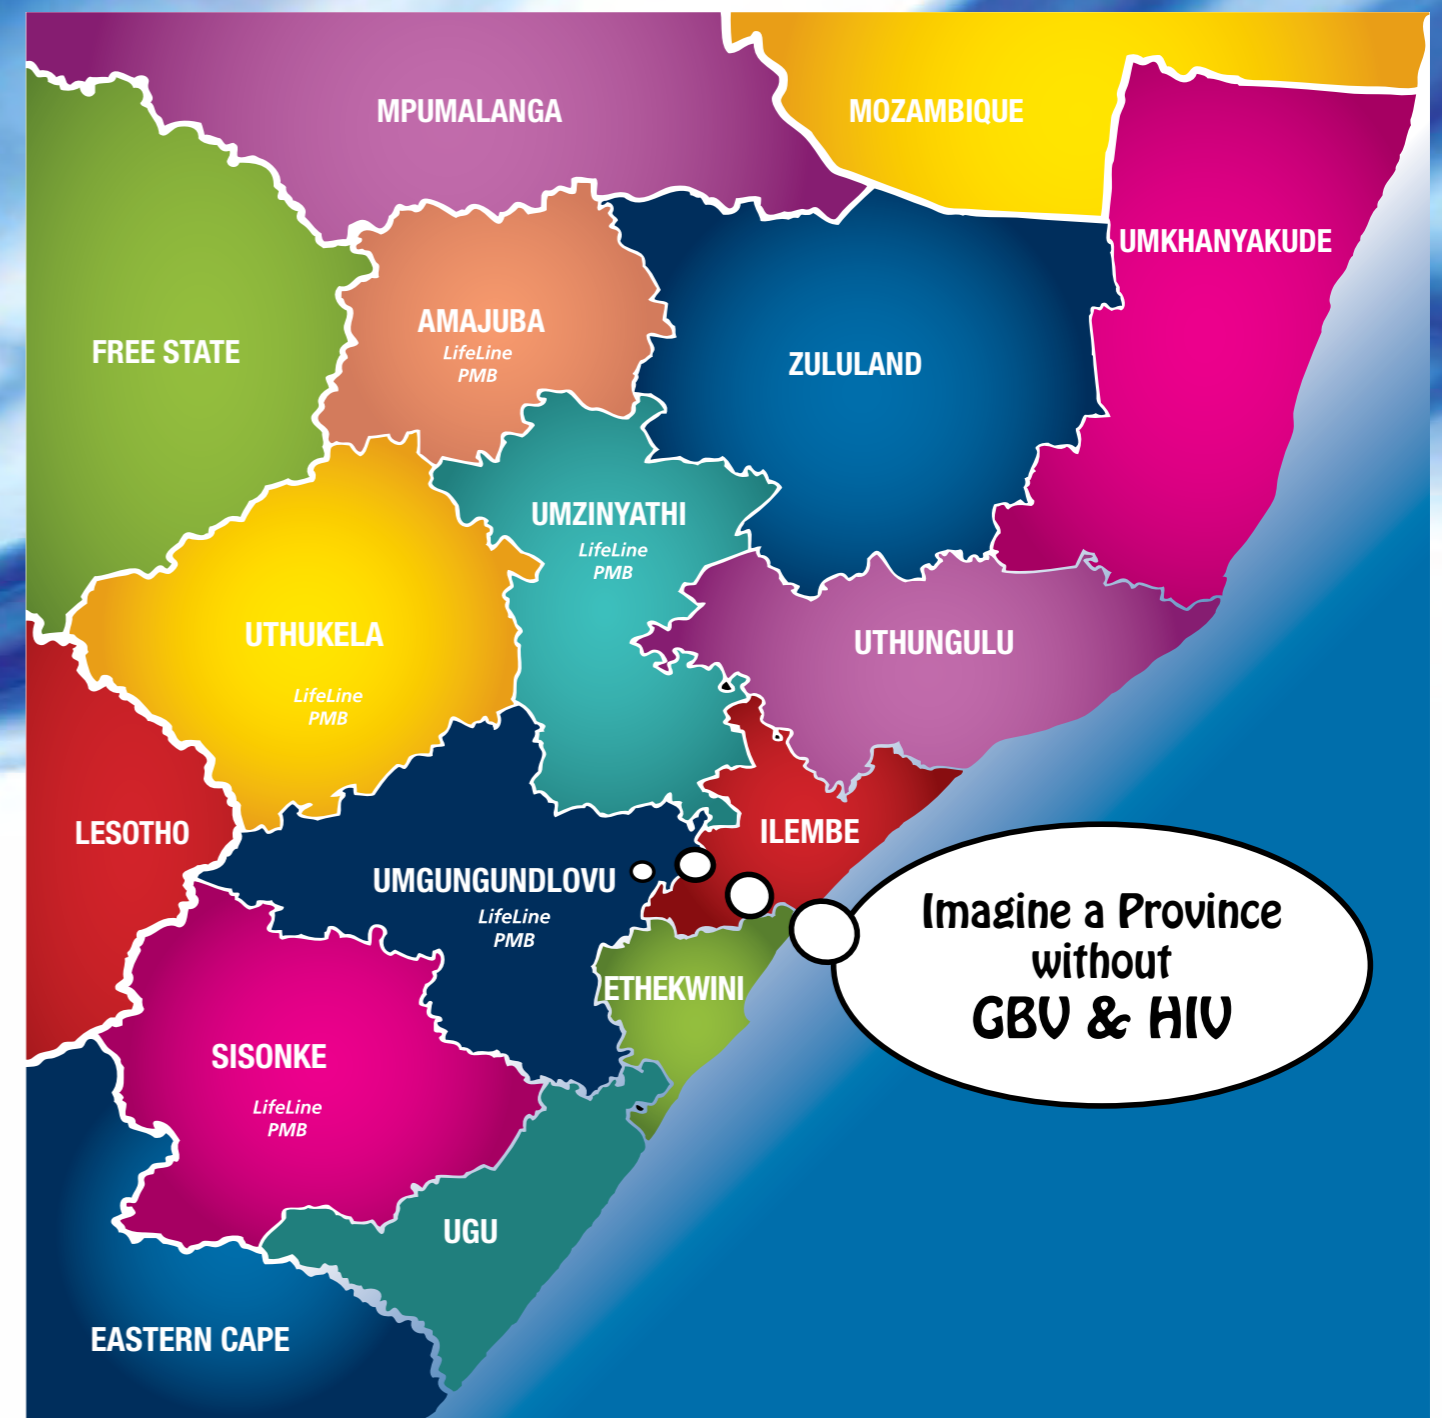 MPUMALANGA
MOZAMBIQUE
UMKHANYAKUDE
AMAJUBA
LifeLine
PMB
FREE STATE
ZULULAND
UMZINYATHI
LifeLine
PMB
UTHUKELA
LifeLine
PMB
UTHUNGULU
LESOTHO
ILEMBE
UMGUNGUNDLOVU
LifeLine
PMB
Imagine a Province
without
GBV & HIV
ETHEKWINI
SISONKE
LifeLine
PMB
UGU
EASTERN CAPE